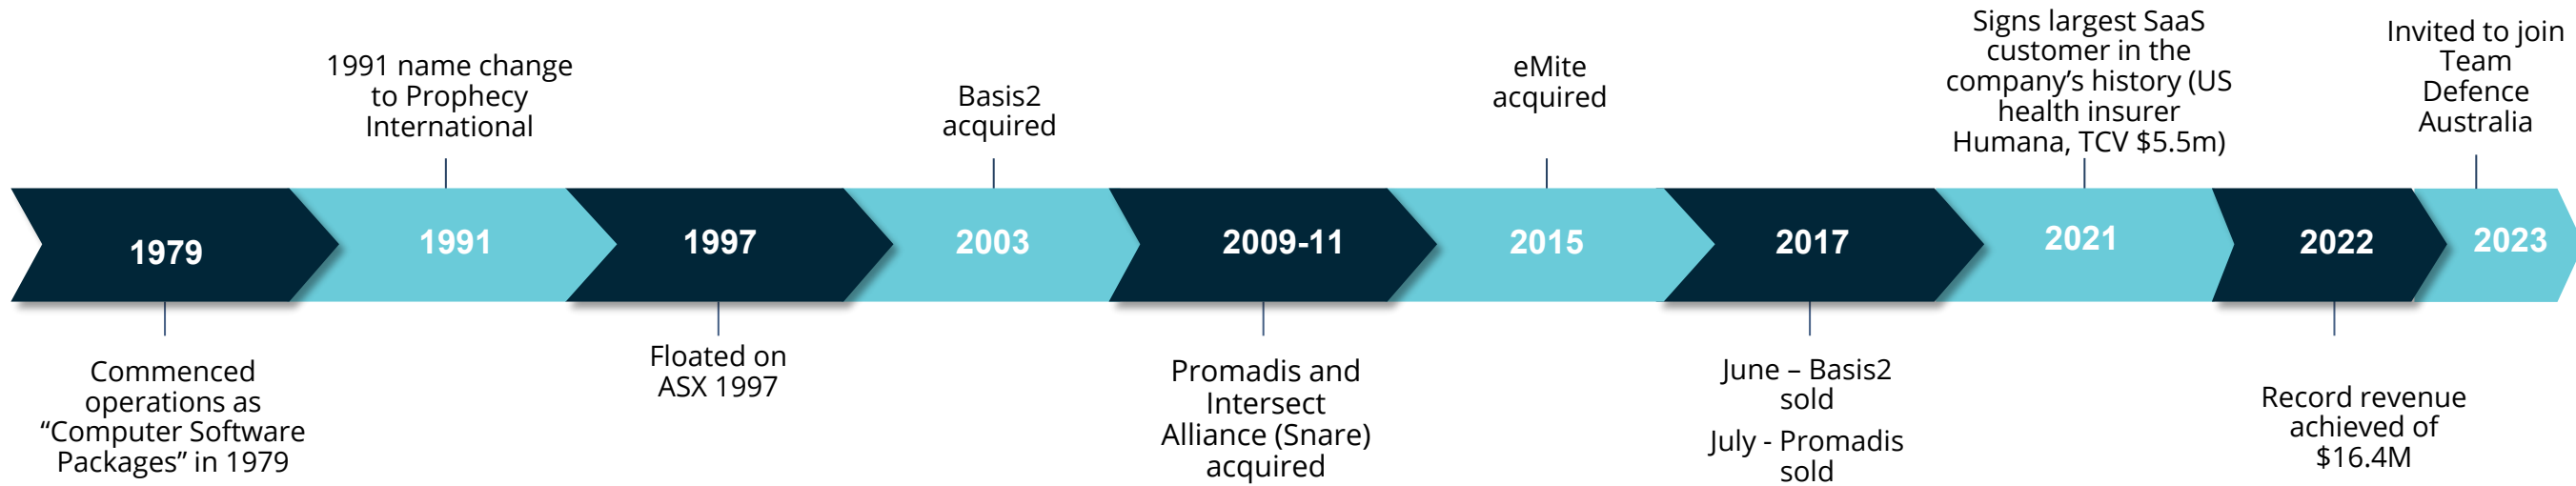 1991 name change
to Prophecy
International
Basis2
acquired
eMite
acquired
Signs largest SaaS
customer in the
company’s history (US
health insurer
Humana, TCV $5.5m)
Invited to join
Team
Defence
Australia
1979
1991
1997
2003
2009-11
2015
2017
2021
2022
2023
Commenced
operations as
“Computer Software
Packages” in 1979
Floated on
ASX 1997
Promadis and
Intersect
Alliance (Snare)
acquired
June – Basis2
sold
July - Promadis
sold
Record revenue
achieved of
$16.4M